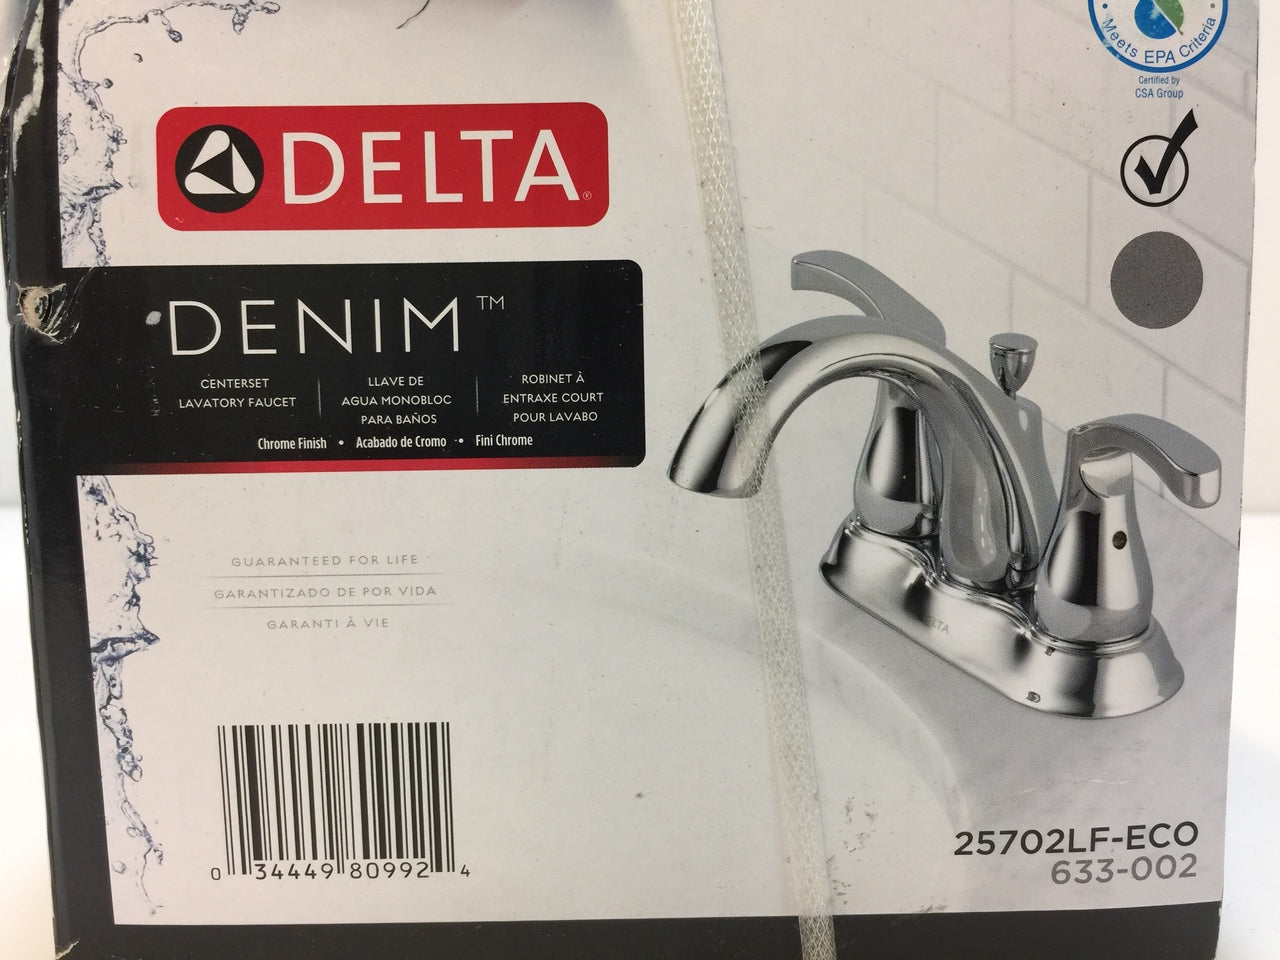 Meets EPA Criteria
Certified by
CSA Group
DELTA®
DENIM™
CENTERSET
LAVATORY FAUCET
LLAVE DE
AGUA MONOBLOC
PARA BAÑOS
ROBINET À
ENTRAXE COURT
POUR LAVABO
Chrome Finish • Acabado de Cromo • Fini Chrome
GUARANTEED FOR LIFE
GARANTIZADO DE POR VIDA
GARANTI À VIE
0 34449 80992 4
25702LF-ECO
633-002